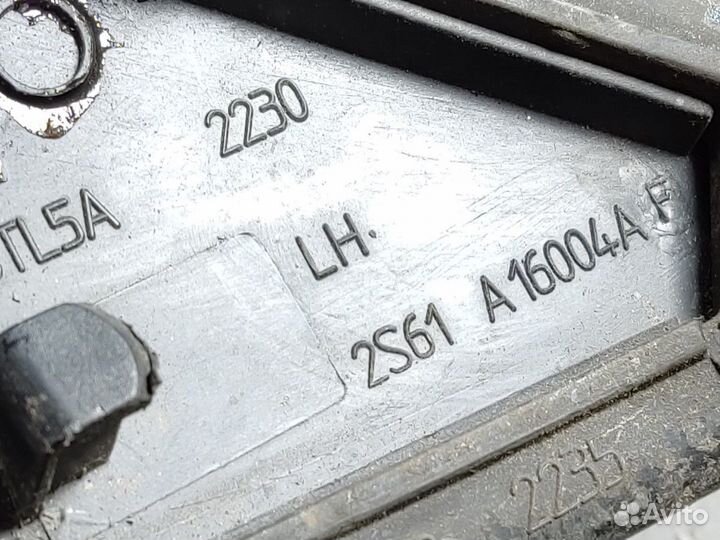 2230
TL5A
LH
2S61 A16004A F
2235
Avito